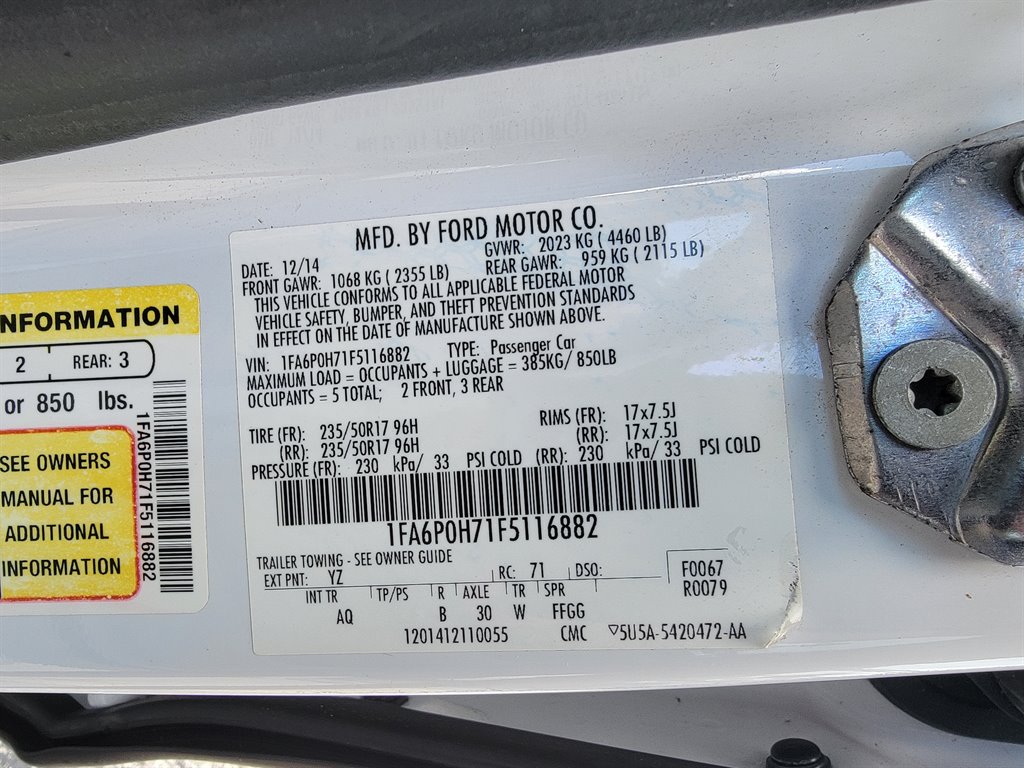 NFORMATION
2 REAR: 3
or 850 lbs.
SEE OWNERS
MANUAL FOR
ADDITIONAL
INFORMATION
1FA6P0H71F5116882
MFD. BY FORD MOTOR CO.
DATE: 12/14 GVWR: 2023 KG ( 4460 LB)
FRONT GAWR: 1068 KG ( 2355 LB) REAR GAWR: 959 KG ( 2115 LB)
THIS VEHICLE CONFORMS TO ALL APPLICABLE FEDERAL MOTOR
VEHICLE SAFETY, BUMPER, AND THEFT PREVENTION STANDARDS
IN EFFECT ON THE DATE OF MANUFACTURE SHOWN ABOVE.
VIN: 1FA6P0H71F5116882 TYPE: Passenger Car
MAXIMUM LOAD = OCCUPANTS + LUGGAGE = 385KG/ 850LB
OCCUPANTS = 5 TOTAL; 2 FRONT, 3 REAR
TIRE (FR): 235/50R17 96H RIMS (FR): 17x7.5J
(RR): 235/50R17 96H (RR): 17x7.5J
PRESSURE (FR): 230 kPa/ 33 PSI COLD (RR): 230 kPa/ 33 PSI COLD
1FA6P0H71F5116882
TRAILER TOWING - SEE OWNER GUIDE
EXT PNT: YZ RC: 71 DSO: F0067
INT TR TP/PS R AXLE TR SPR R0079
AQ B 30 W FFGG
1201412110055 CMC ▽5U5A-5420472-AA